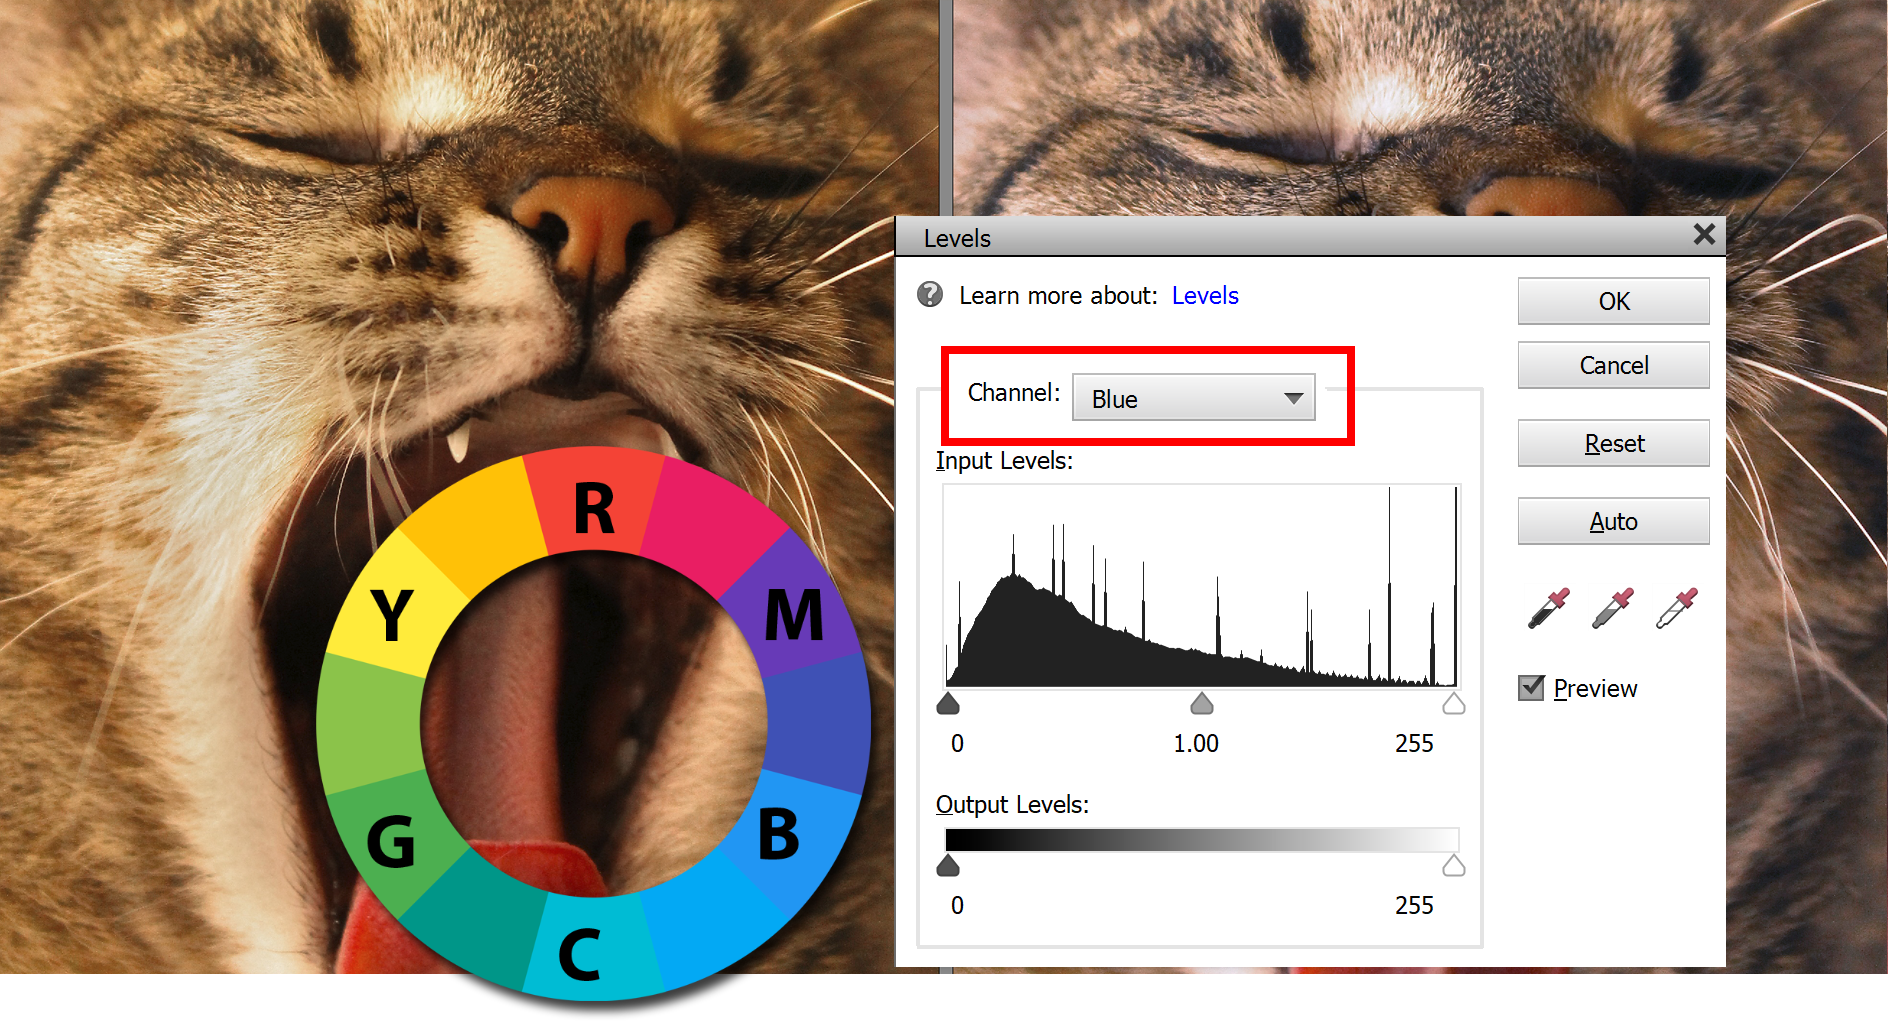 R
Y
M
G
B
C
Levels
Learn more about: Levels
Channel: Blue
Input Levels:
0 1.00 255
Output Levels:
0 255
OK
Cancel
Reset
Auto
Preview